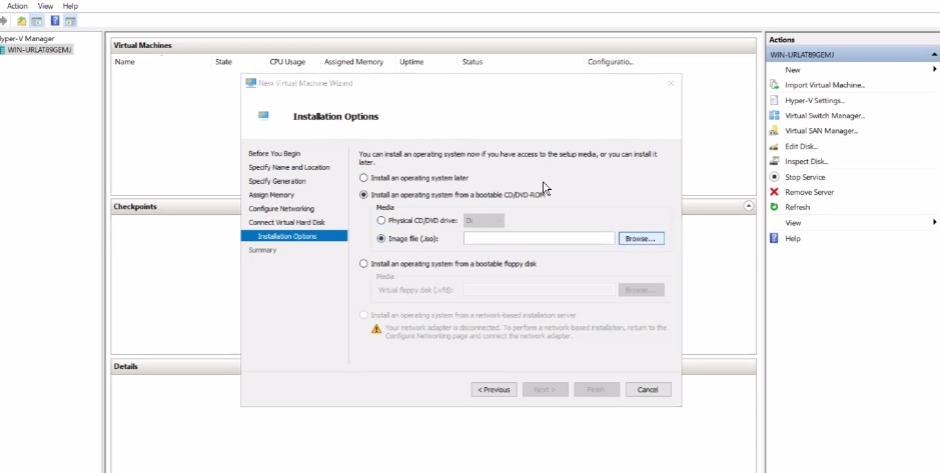 Action View Help
yper-V Manager
WIN-URLAT89GEMJ
Virtual Machines
Name State CPU Usage Assigned Memory Uptime Status Configuratio...
New Virtual Machine Wizard
Installation Options
Before You Begin
Specify Name and Location
Specify Generation
Assign Memory
Configure Networking
Connect Virtual Hard Disk
Installation Options
Summary
You can install an operating system now if you have access to the setup media, or you can install it
later.
Install an operating system later
Install an operating system from a bootable CD/DVD-ROM
Media
Physical CD/DVD drive: D:
Image file (.iso): Browse...
Install an operating system from a bootable floppy disk
Media
Virtual floppy disk (.vfd): Browse...
Install an operating system from a network-based installation server
Your network adapter is disconnected. To perform a network-based installation, return to the
Configure Networking page and connect the network adapter.
< Previous Next > Finish Cancel
Checkpoints
Details
Actions
WIN-URLAT89GEMJ
New
Import Virtual Machine...
Hyper-V Settings...
Virtual Switch Manager...
Virtual SAN Manager...
Edit Disk...
Inspect Disk...
Stop Service
Remove Server
Refresh
View
Help